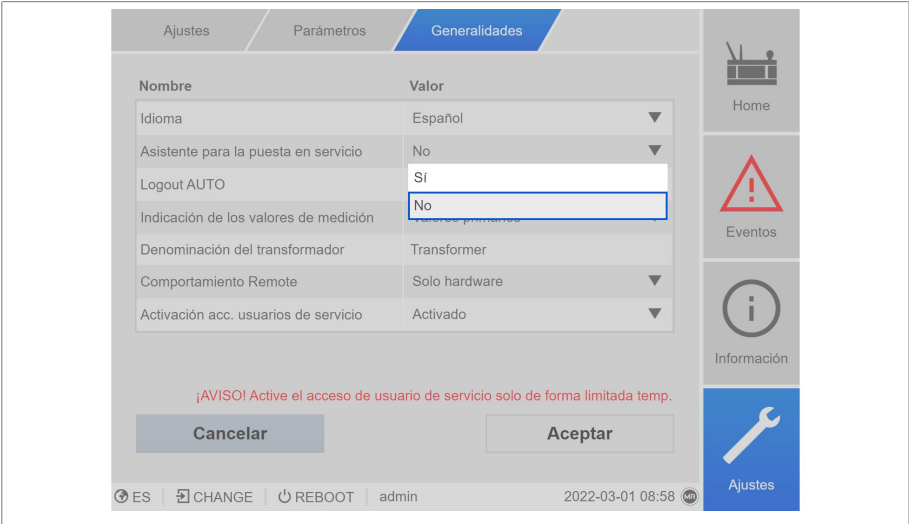 Ajustes Parámetros Generalidades
Nombre Valor
Idioma Español
Asistente para la puesta en servicio No
Logout AUTO Sí
No
Indicación de los valores de medición Valores primarios
Denominación del transformador Transformer
Comportamiento Remote Solo hardware
Activación acc. usuarios de servicio Activado
¡AVISO! Active el acceso de usuario de servicio solo de forma limitada temp.
Cancelar Aceptar
ES CHANGE REBOOT admin 2022-03-01 08:58 MR
Home
Eventos
Información
Ajustes